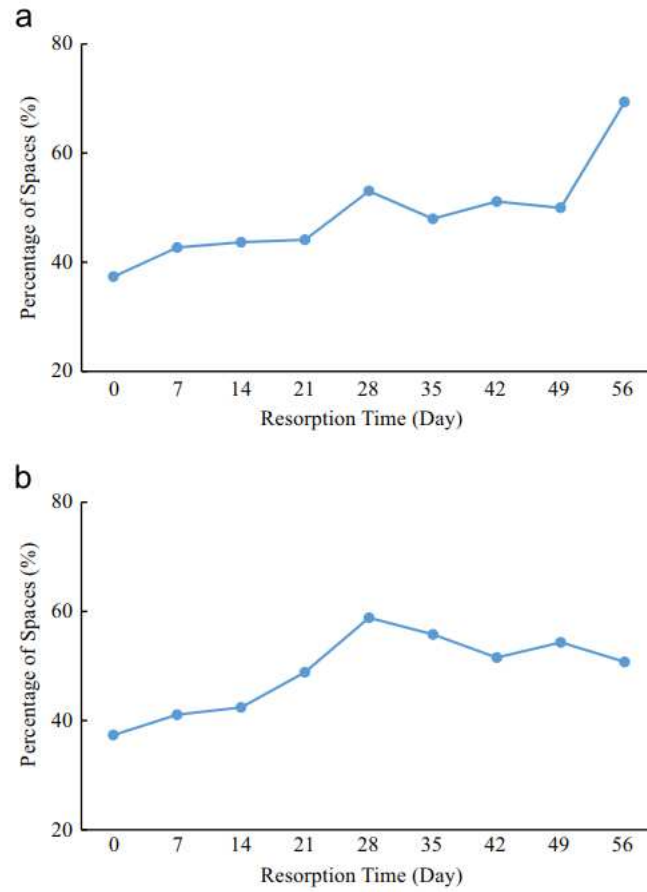 a
80
60
40
20
Percentage of Spaces (%)
0 7 14 21 28 35 42 49 56
Resorption Time (Day)
b
80
60
40
20
Percentage of Spaces (%)
0 7 14 21 28 35 42 49 56
Resorption Time (Day)